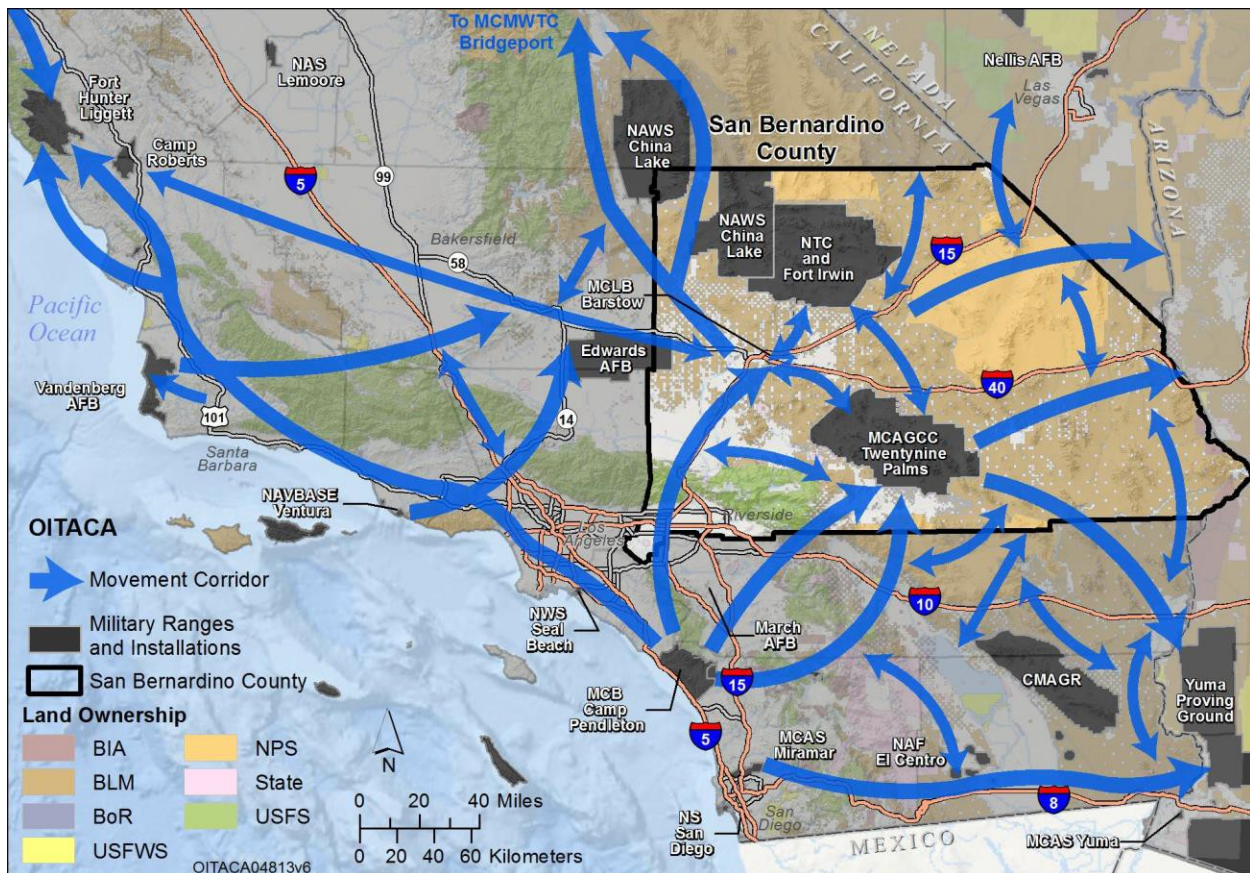 To MCMWTC
Bridgeport
NEVADA
CALIFORNIA
ARIZONA
Nellis AFB
Las
Vegas
NAS
Lemoore
Fort
Hunter
Liggett
Camp
Roberts
5
99
NAWS
China
Lake
San Bernardino
County
NAWS
China
Lake
NTC
and
Fort Irwin
15
Bakersfield
58
MCLB
Barstow
Pacific
Ocean
Edwards
AFB
40
Vandenberg
AFB
101
14
MCAGCC
Twentynine
Palms
Santa
Barbara
NAVBASE
Ventura
Los
Angeles
Riverside
10
NWS
Seal
Beach
March
AFB
CMAGR
Yuma
Proving
Ground
15
MCB
Camp
Pendleton
5
MCAS
Miramar
NAF
El Centro
8
NS
San
Diego
San
Diego
MEXICO
MCAS Yuma
OITACA
Movement Corridor
Military Ranges
and Installations
San Bernardino County
Land Ownership
BIA
BLM
BoR
USFWS
NPS
State
USFS
N
0 20 40 Miles
0 20 40 60 Kilometers
OITACA04813v6